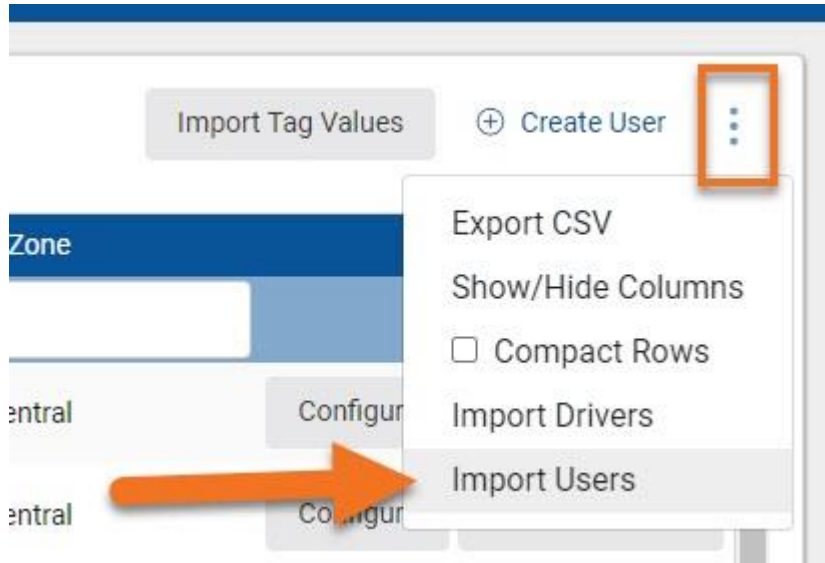 Import Tag Values
Create User
Export CSV
Zone
Show/Hide Columns
Compact Rows
entral
Configur
Import Drivers
Import Users
entral